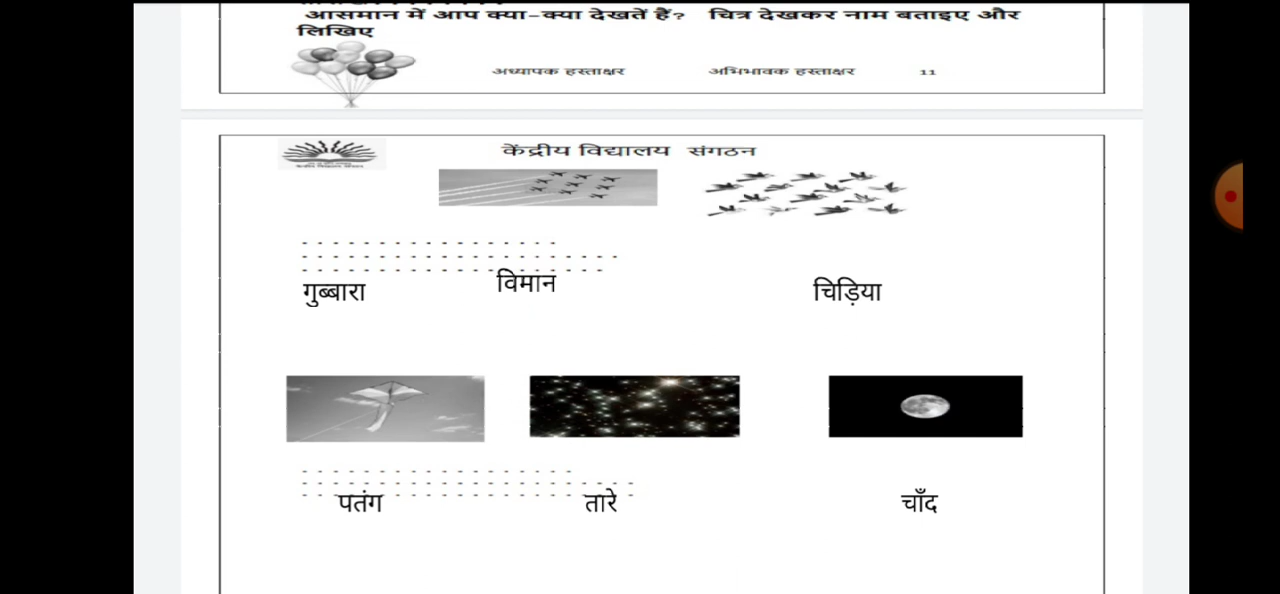 आसमान में आप क्या-क्या देखतें हैं? चित्र देखकर नाम बताइए और
लिखिए
अध्यापक हस्ताक्षर अभिभावक हस्ताक्षर 11
केंद्रीय विद्यालय संगठन
गुब्बारा विमान चिड़िया
पतंग तारे चाँद